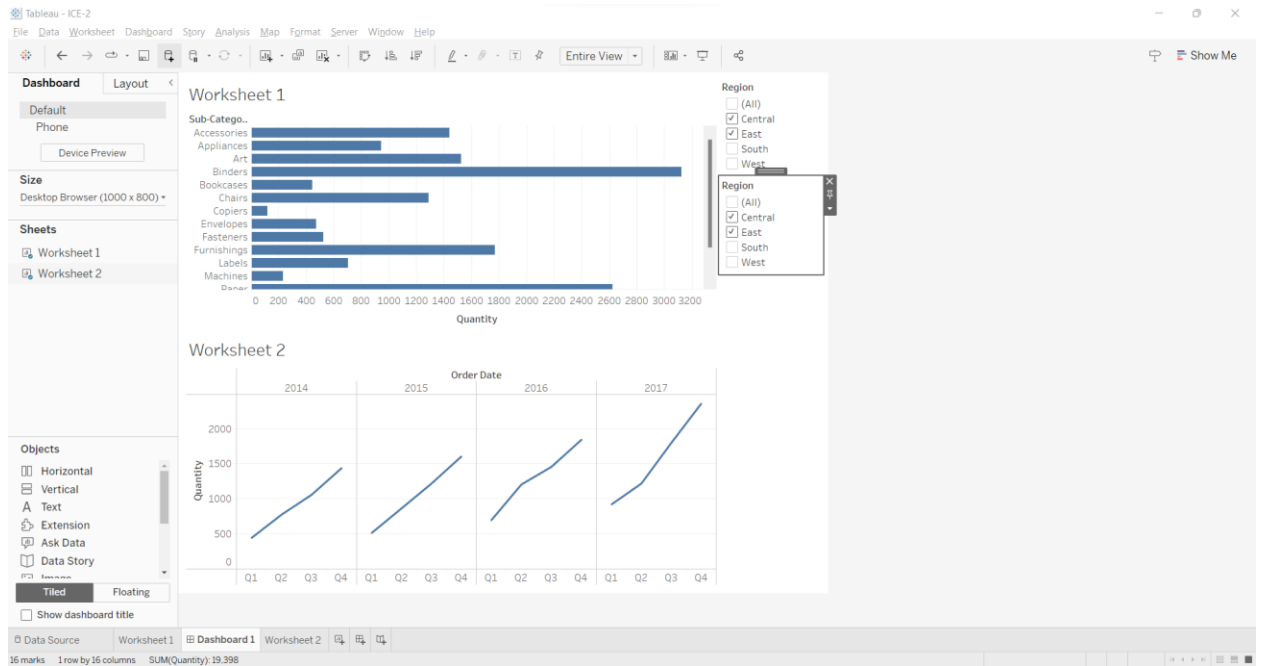 Tableau - ICE-2
File Data Worksheet Dashboard Story Analysis Map Format Server Window Help
Entire View
Show Me
Dashboard
Layout
Default
Phone
Device Preview
Size
Desktop Browser (1000 x 800)
Sheets
Worksheet 1
Worksheet 2
Objects
Horizontal
Vertical
A Text
Extension
Ask Data
Data Story
Image
Tiled
Floating
Show dashboard title
Worksheet 1
Sub-Catego..
Accessories
Appliances
Art
Binders
Bookcases
Chairs
Copiers
Envelopes
Fasteners
Furnishings
Labels
Machines
Paper
0 200 400 600 800 1000 1200 1400 1600 1800 2000 2200 2400 2600 2800 3000 3200
Quantity
Region
(All)
Central
East
South
West
Region
(All)
Central
East
South
West
Worksheet 2
Order Date
2014 2015 2016 2017
Quantity
2000
1500
1000
500
0
Q1 Q2 Q3 Q4 Q1 Q2 Q3 Q4 Q1 Q2 Q3 Q4 Q1 Q2 Q3 Q4
Data Source Worksheet 1 Dashboard 1 Worksheet 2
16 marks 1 row by 16 columns SUM(Quantity): 19.398